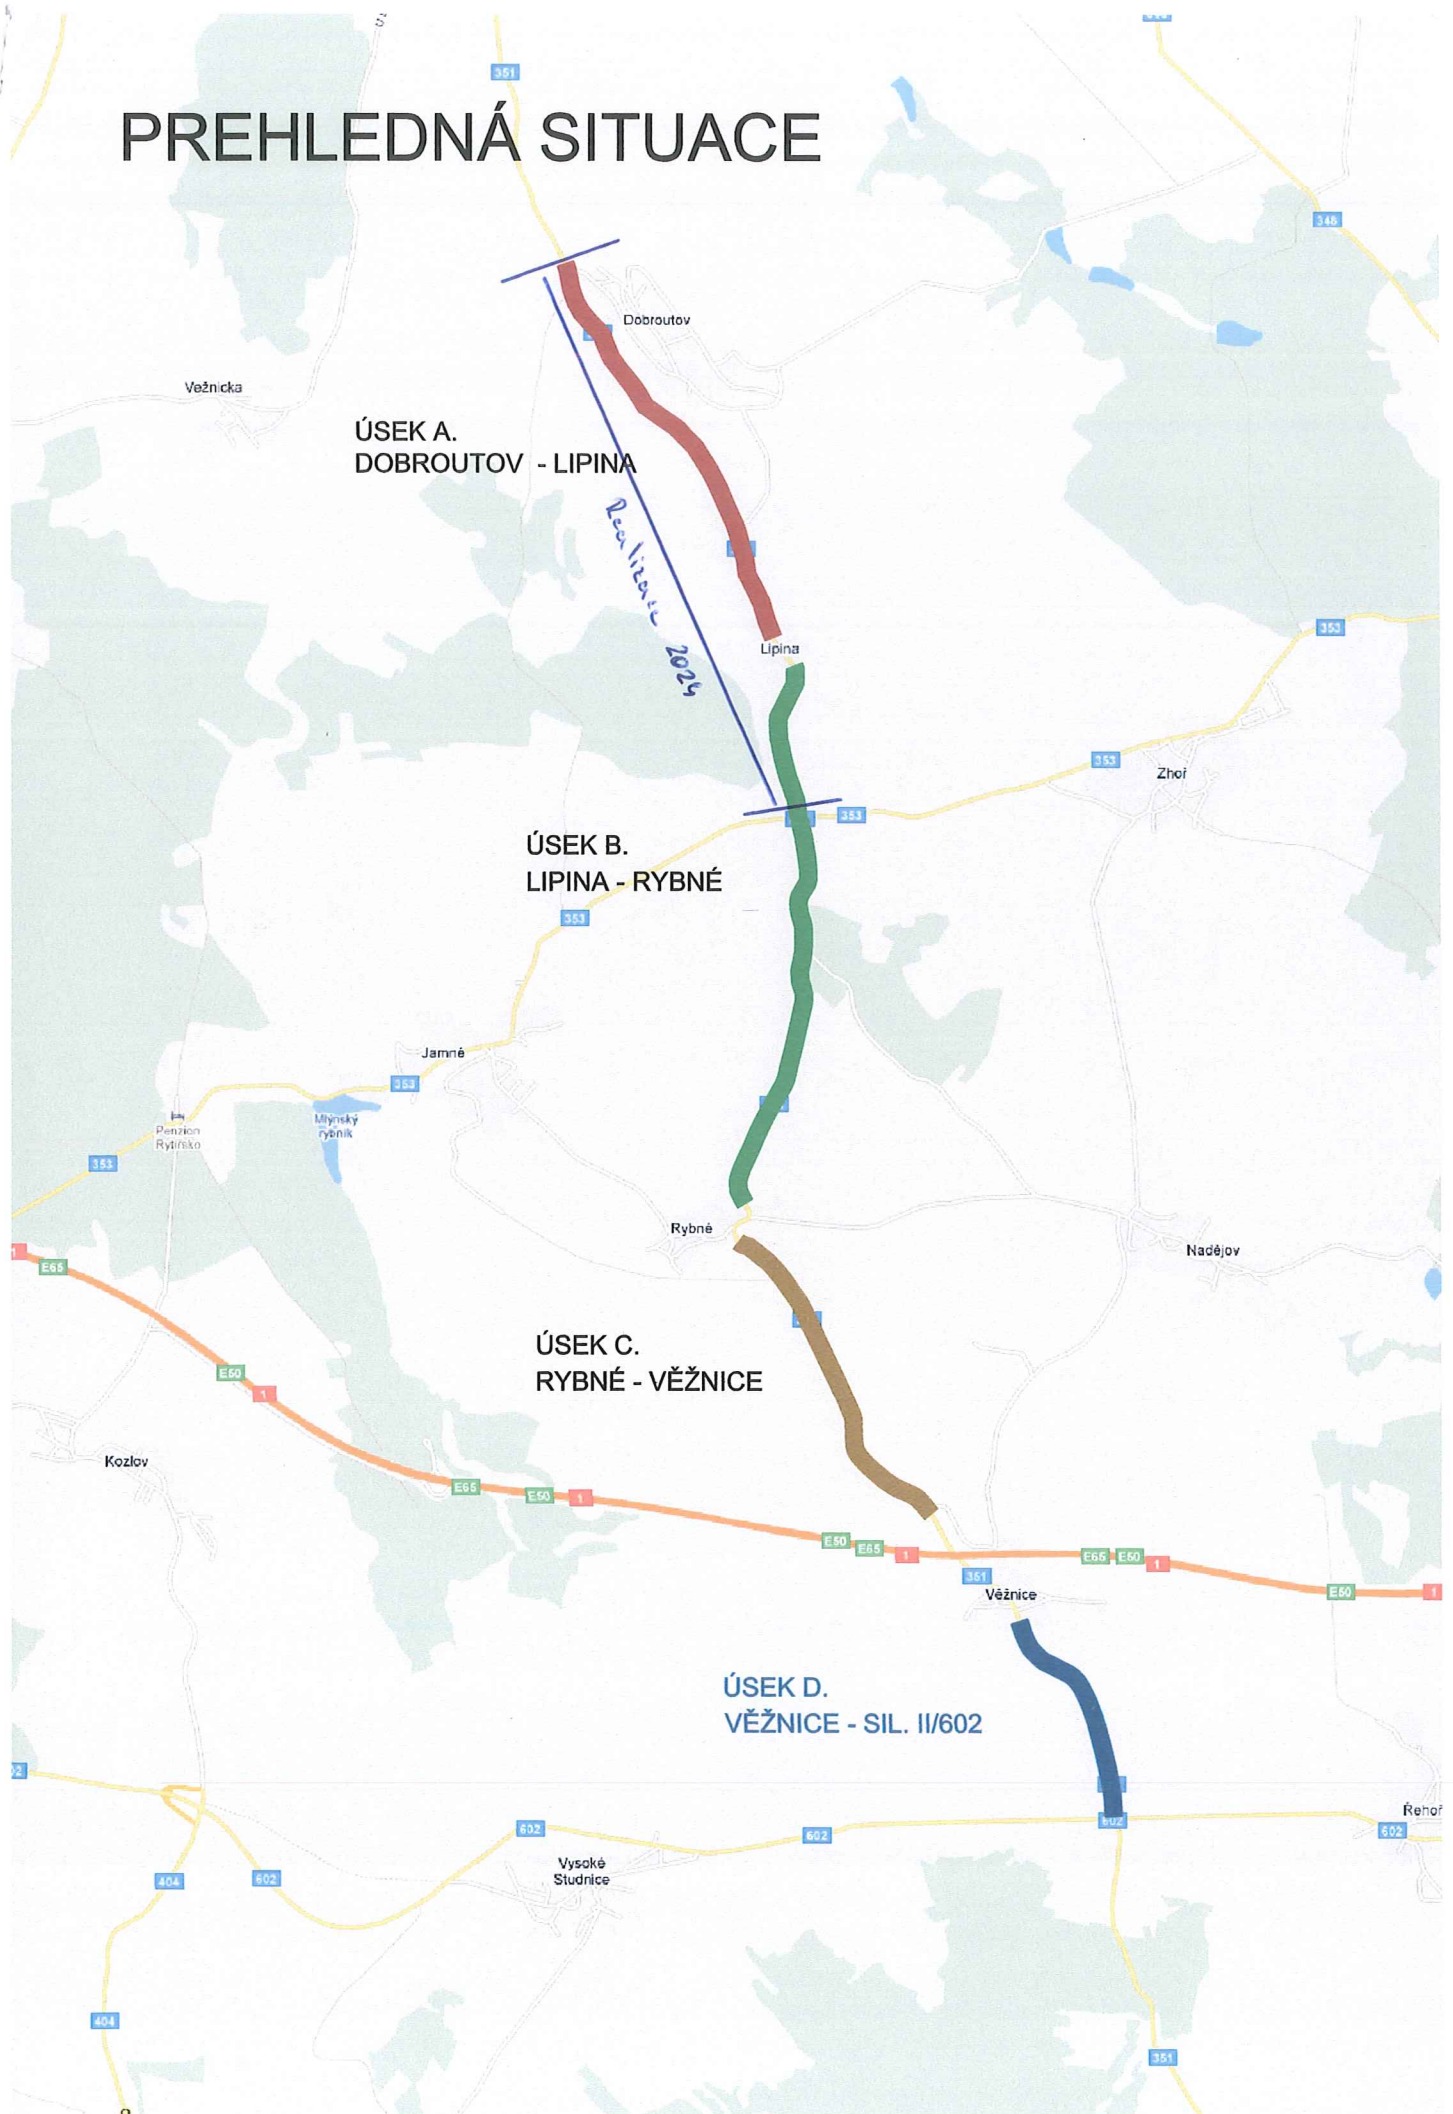 351
PREHLEDNÁ SITUACE
348
Dobroutov
Vežnicka
ÚSEK A.
DOBROUTOV - LIPINA
Realizace 2024
353
Lipina
353
Zhoř
353
ÚSEK B.
LIPINA - RYBNÉ
353
Jamné
353
Mlýnský
rybník
Penzion
Rytířsko
353
Rybné
Nadějov
1
E65
ÚSEK C.
RYBNÉ - VĚŽNICE
E50
1
Kozlov
E65
E50
1
E50
E65
1
E65
E50
1
E50
1
351
Věžnice
ÚSEK D.
VĚŽNICE - SIL. II/602
02
602
602
602
602
Řehoř
Vysoké
Studnice
404
602
404
351